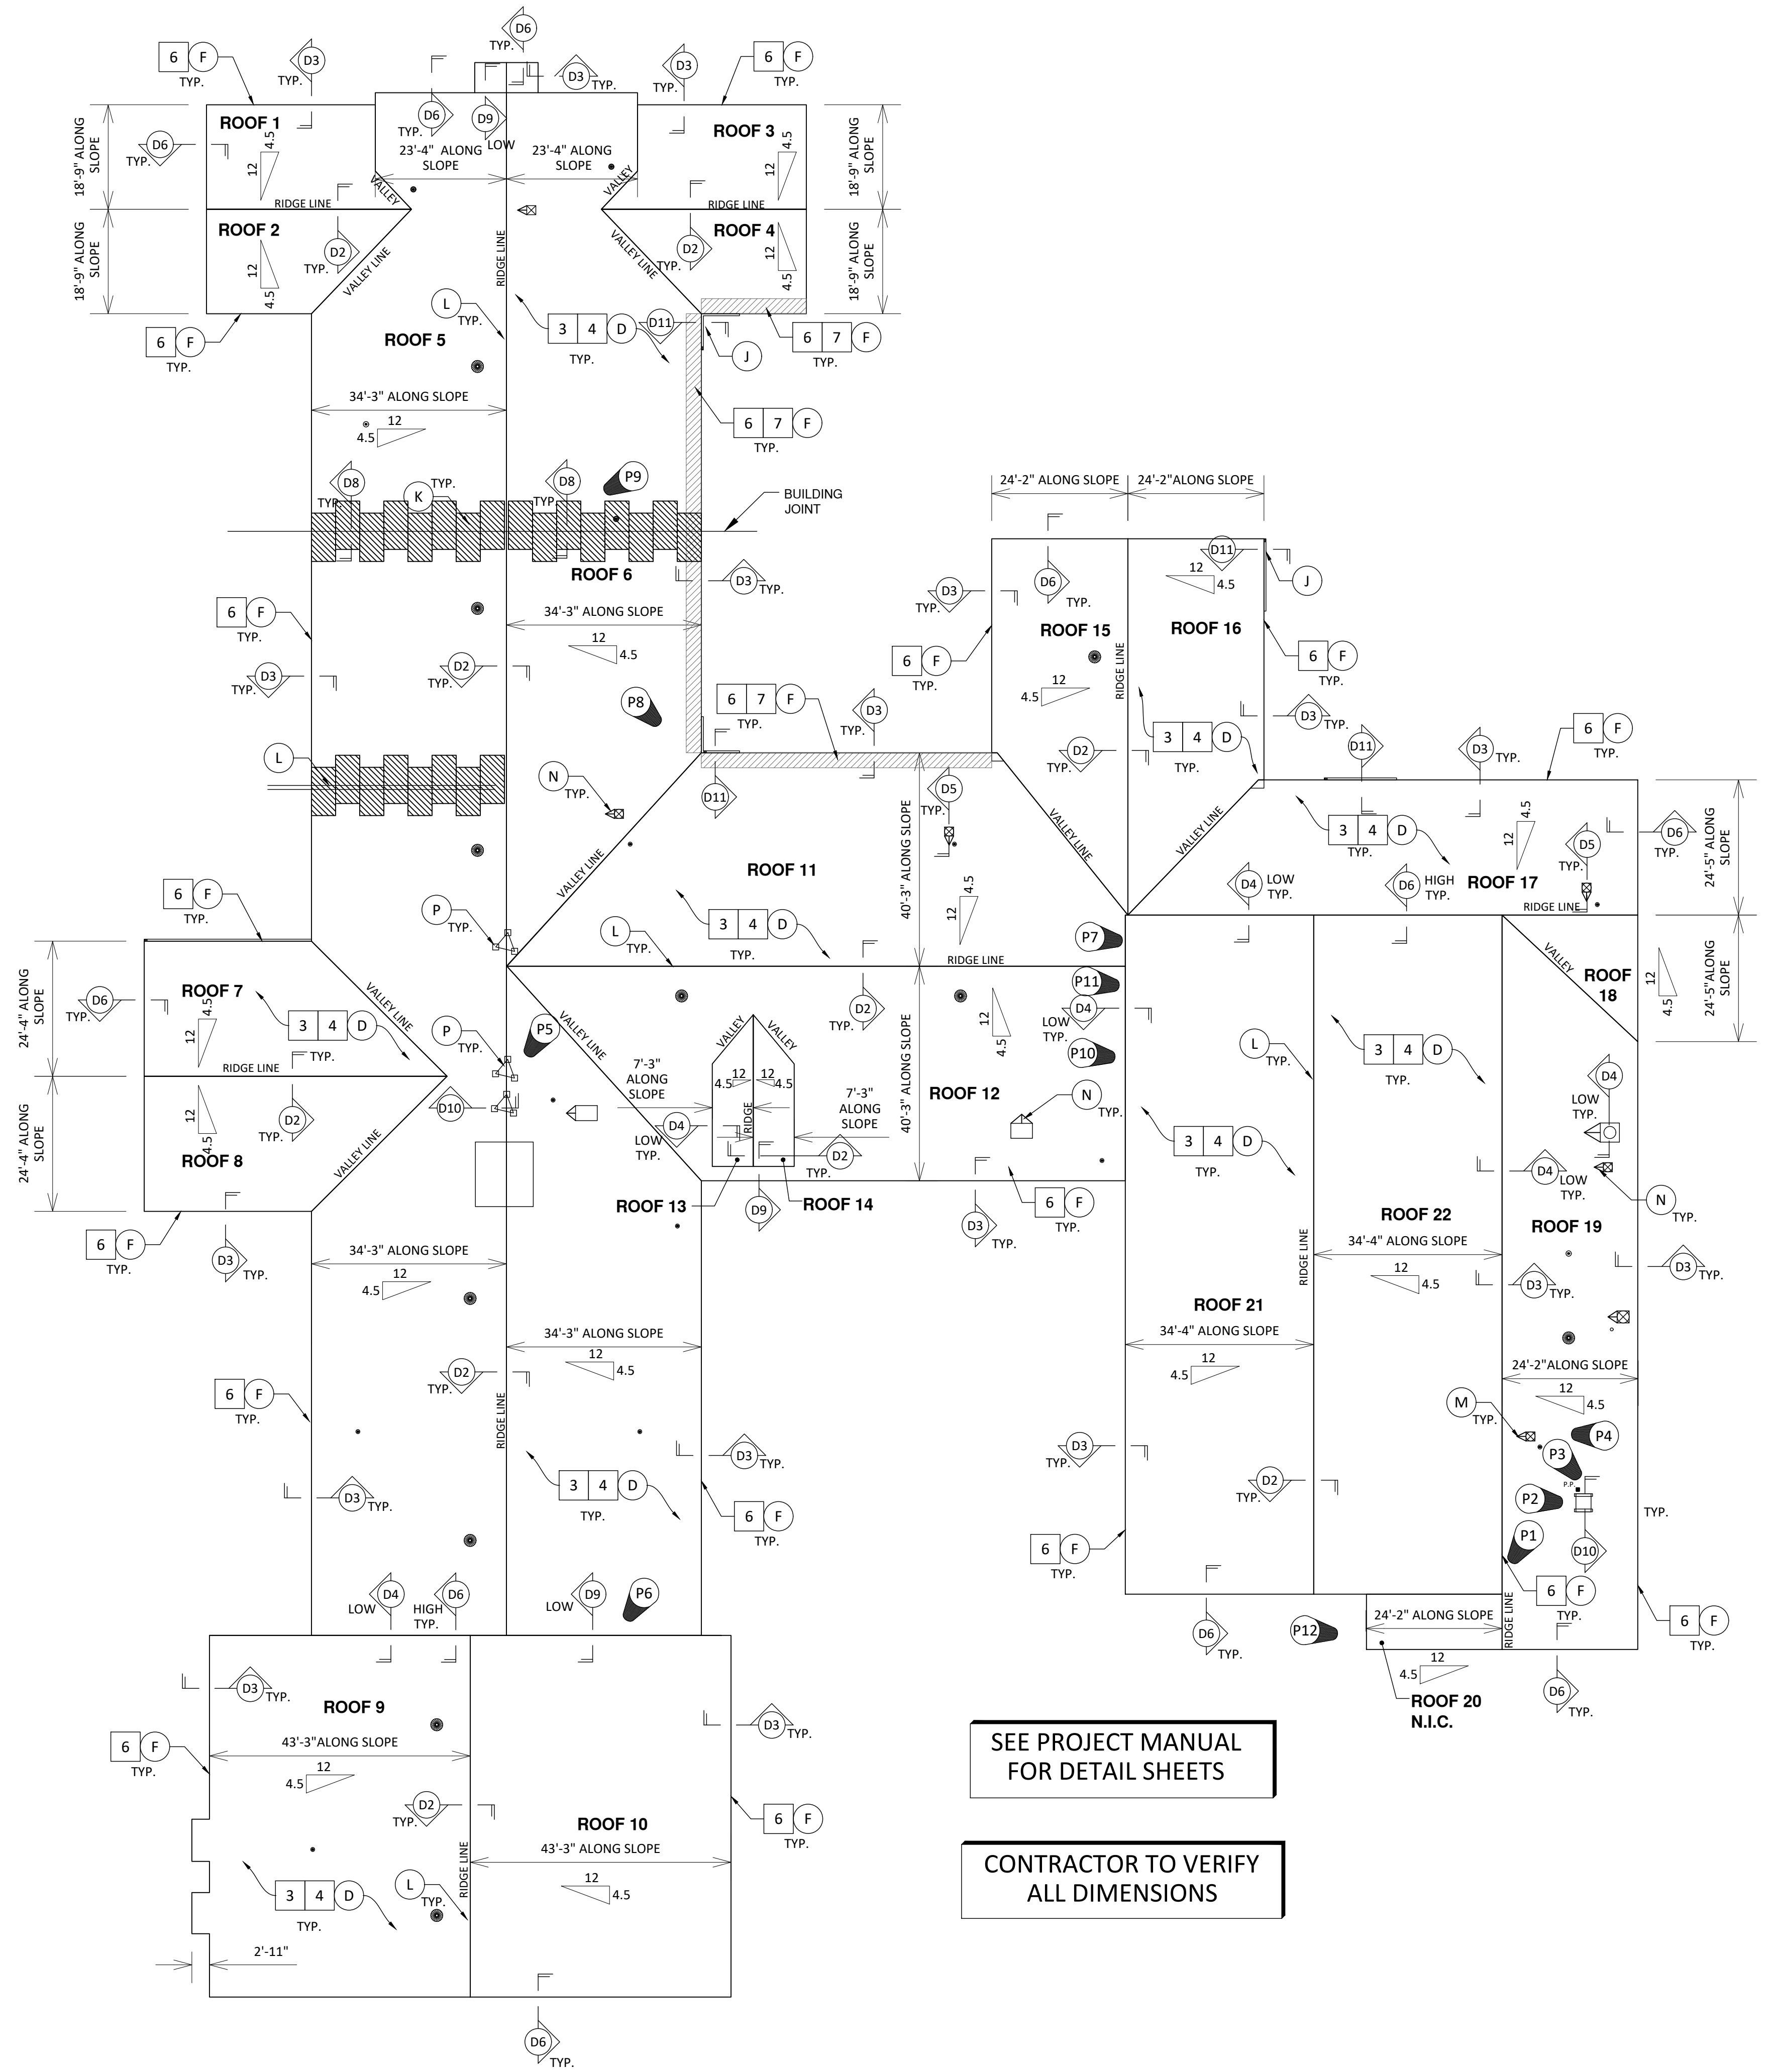 D6
TYP.
6 F
TYP.
D3
TYP.
D3 TYP.
D3
TYP.
6 F
TYP.
18'-9" ALONG
SLOPE
D6
TYP.
ROOF 1
4.5
12
D6
TYP.
D9
LOW
23'-4" ALONG
SLOPE
23'-4" ALONG
SLOPE
ROOF 3
4.5
12
18'-9" ALONG
SLOPE
VALLEY
VALLEY
RIDGE LINE
RIDGE LINE
18'-9" ALONG
SLOPE
ROOF 2
12
4.5
D2
TYP.
VALLEY LINE
RIDGE LINE
VALLEY LINE
D2
TYP.
ROOF 4
12
4.5
18'-9" ALONG
SLOPE
6 F
TYP.
L
TYP.
ROOF 5
3 4 D
TYP.
D11
J
6 7 F
TYP.
34'-3" ALONG SLOPE
12
4.5
6 7 F
TYP.
D8
TYP.
K
TYP.
D8
TYP.
P9
BUILDING
JOINT
ROOF 6
D3
TYP.
34'-3" ALONG SLOPE
12
4.5
6 F
TYP.
D3
TYP.
D2
TYP.
P8
6 7 F
TYP.
D3
TYP.
24'-2" ALONG SLOPE
24'-2"ALONG SLOPE
D3
TYP.
D6
TYP.
D11
12
4.5
J
ROOF 15
ROOF 16
RIDGE LINE
6 F
TYP.
6 F
TYP.
4.5
12
D2
TYP.
3 4 D
TYP.
D3
TYP.
D11
D3
TYP.
6 F
TYP.
L
N
TYP.
D11
D5
TYP.
40'-3" ALONG SLOPE
VALLEY LINE
VALLEY LINE
VALLEY LINE
3 4 D
TYP.
4.5
12
D5
TYP.
D6
TYP.
24'-5" ALONG
SLOPE
ROOF 11
4.5
12
D4
LOW
TYP.
D6
HIGH
TYP.
ROOF 17
RIDGE LINE
6 F
TYP.
P
TYP.
L
TYP.
3 4 D
TYP.
RIDGE LINE
P7
P11
24'-4" ALONG
SLOPE
D6
TYP.
ROOF 7
4.5
12
3 4 D
TYP.
VALLEY LINE
RIDGE LINE
P
TYP.
P5
VALLEY LINE
VALLEY
VALLEY
D2
TYP.
12
4.5
D4
LOW
TYP.
P10
L
TYP.
3 4 D
TYP.
VALLEY
ROOF
18
12
4.5
24'-5"ALONG
SLOPE
24'-4" ALONG
SLOPE
12
4.5
ROOF 8
D2
TYP.
VALLEY LINE
D10
7'-3"
ALONG
SLOPE
12
4.5
12
4.5
RIDGE
7'-3"
ALONG
SLOPE
D4
LOW
TYP.
D2
TYP.
40'-3" ALONG SLOPE
ROOF 12
N
TYP.
3 4 D
TYP.
D4
LOW
TYP.
D4
LOW
TYP.
N
TYP.
6 F
TYP.
D3
TYP.
ROOF 13
D9
ROOF 14
D3
TYP.
6 F
TYP.
ROOF 22
ROOF 19
34'-3" ALONG SLOPE
12
4.5
34'-4" ALONG SLOPE
12
4.5
RIDGE LINE
D3
TYP.
D3
TYP.
34'-3" ALONG SLOPE
12
4.5
ROOF 21
34'-4" ALONG SLOPE
12
4.5
24'-2"ALONG SLOPE
12
4.5
6 F
TYP.
D2
TYP.
RIDGE LINE
D3
TYP.
D3
TYP.
M
TYP.
P4
P3
P.P.
D3
TYP.
3 4 D
TYP.
6 F
TYP.
D2
TYP.
P2
TYP.
P1
D10
6 F
TYP.
6 F
TYP.
D4
LOW
D6
HIGH
TYP.
D9
LOW
P6
D6
TYP.
P12
24'-2" ALONG SLOPE
RIDGE LINE
6 F
TYP.
12
4.5
D6
TYP.
ROOF 20
N.I.C.
D3
TYP.
ROOF 9
D3
TYP.
6 F
TYP.
43'-3"ALONG SLOPE
12
4.5
D2
TYP.
ROOF 10
6 F
TYP.
43'-3" ALONG SLOPE
12
4.5
RIDGE LINE
3 4 D
TYP.
L
TYP.
2'-11"
D6
TYP.
SEE PROJECT MANUAL
FOR DETAIL SHEETS
CONTRACTOR TO VERIFY
ALL DIMENSIONS